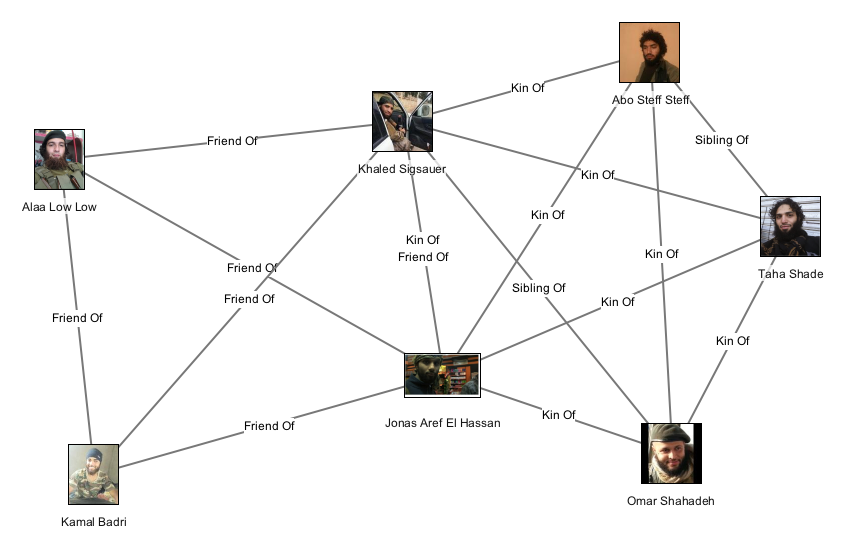 Kin Of
Abo Steff Steff
Friend Of
Sibling Of
Khaled Sigsauer
Kin Of
Alaa Low Low
Kin Of
Kin Of
Friend Of
Kin Of
Friend Of
Taha Shade
Sibling Of
Friend Of
Kin Of
Friend Of
Kin Of
Kin Of
Friend Of
Jonas Aref El Hassan
Omar Shahadeh
Kamal Badri